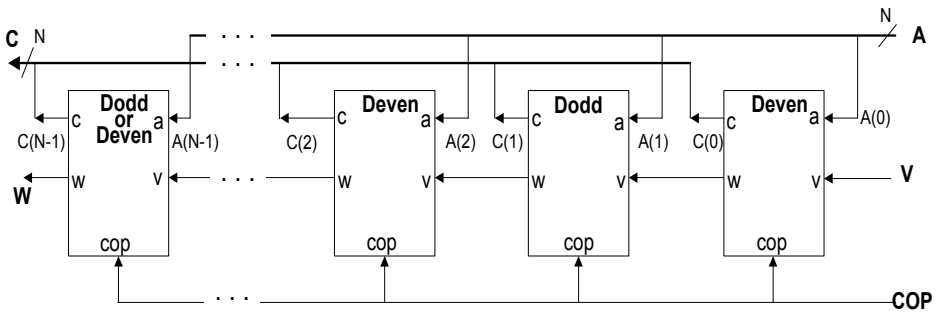 C N . . . N A
. . .
Dodd or Deven
Deven
Dodd
Deven
c a c a c a c a
C(N-1) A(N-1) C(2) A(2) C(1) A(1) C(0) A(0)
W w v . . . w v w v w v V
cop cop cop cop
. . . COP